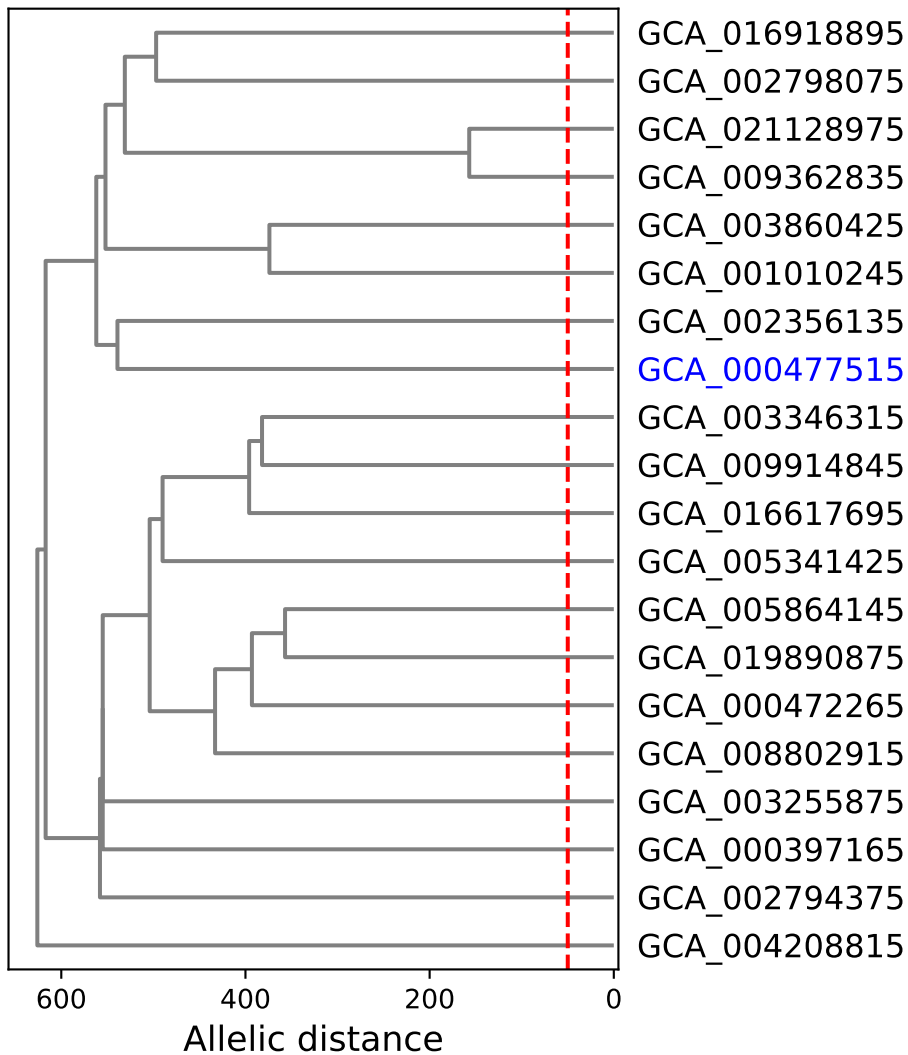 GCA_016918895
GCA_002798075
GCA_021128975
GCA_009362835
GCA_003860425
GCA_001010245
GCA_002356135
GCA_000477515
GCA_003346315
GCA_009914845
GCA_016617695
GCA_005341425
GCA_005864145
GCA_019890875
GCA_000472265
GCA_008802915
GCA_003255875
GCA_000397165
GCA_002794375
GCA_004208815
600 400 200 0
Allelic distance